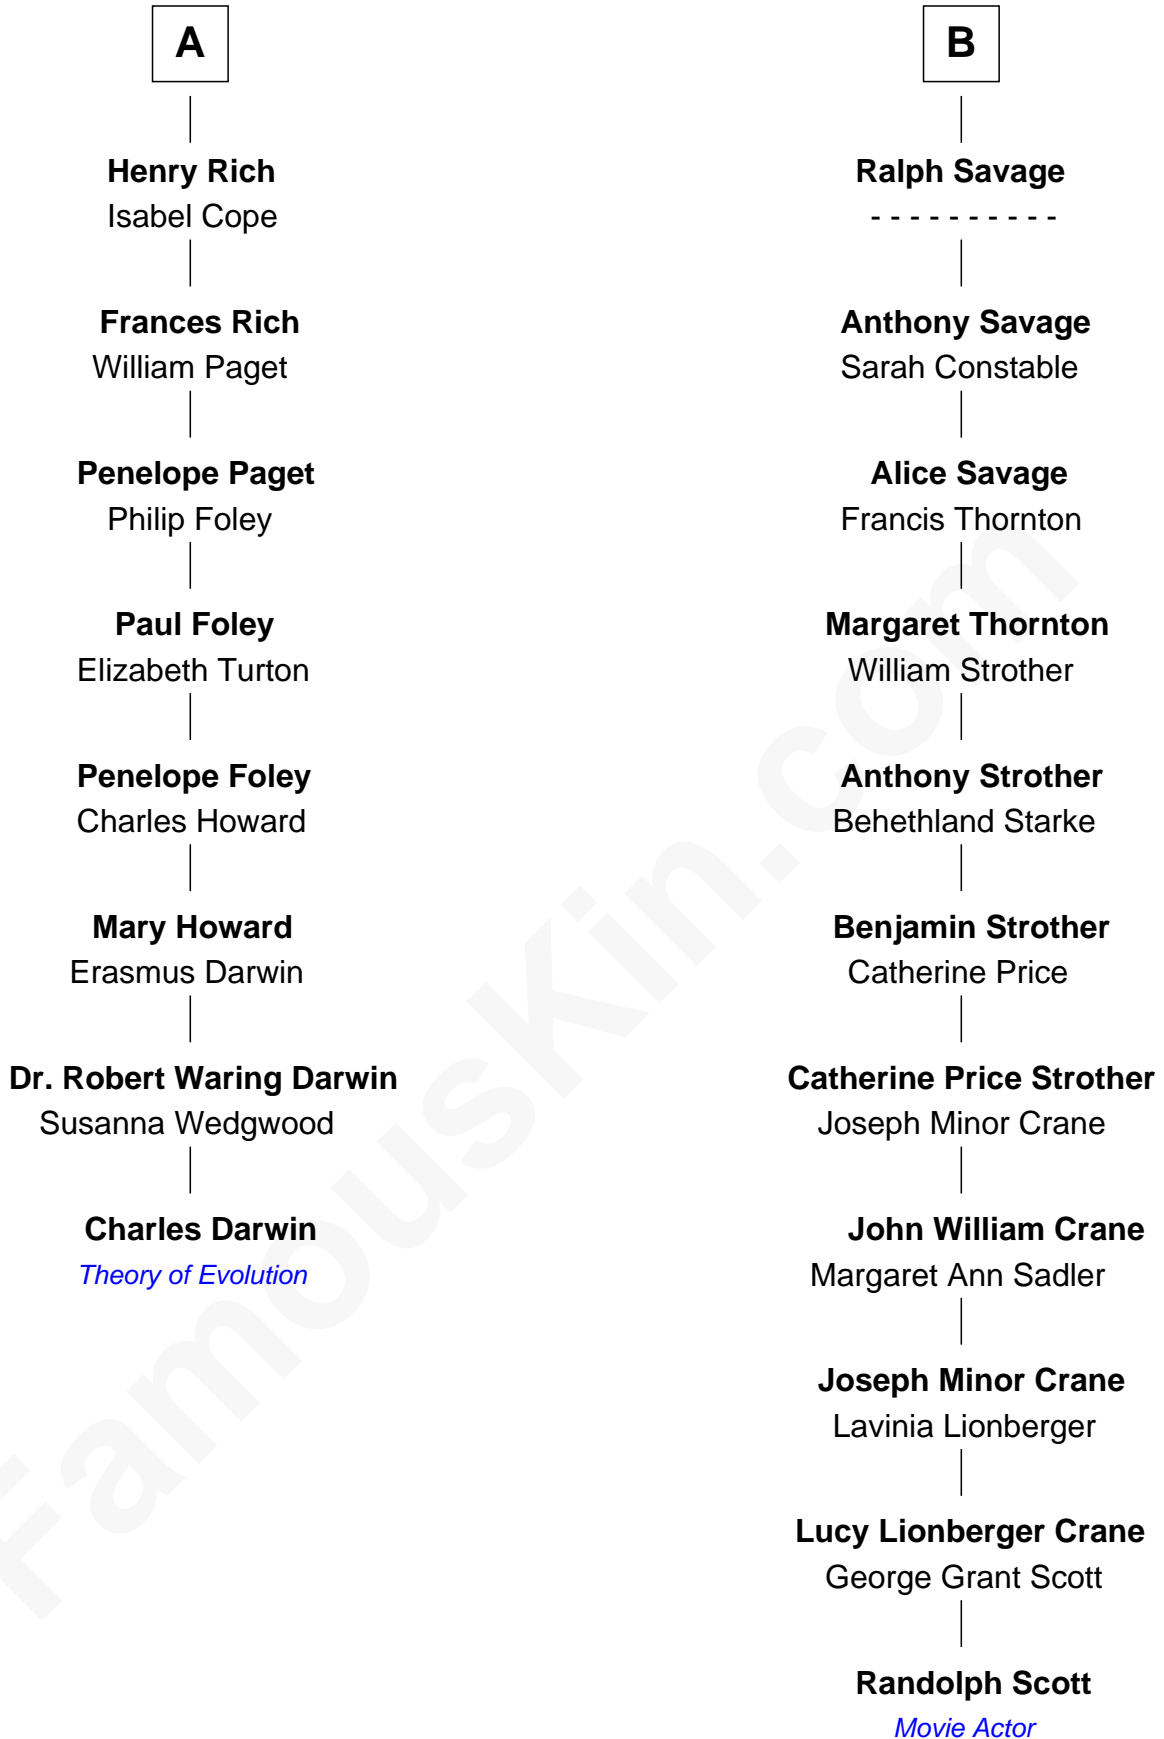 A
Henry Rich
Isabel Cope
Frances Rich
William Paget
Penelope Paget
Philip Foley
Paul Foley
Elizabeth Turton
Penelope Foley
Charles Howard
Mary Howard
Erasmus Darwin
Dr. Robert Waring Darwin
Susanna Wedgwood
Charles Darwin
Theory of Evolution
B
Ralph Savage
- - - - - - - - - -
Anthony Savage
Sarah Constable
Alice Savage
Francis Thornton
Margaret Thornton
William Strother
Anthony Strother
Behethland Starke
Benjamin Strother
Catherine Price
Catherine Price Strother
Joseph Minor Crane
John William Crane
Margaret Ann Sadler
Joseph Minor Crane
Lavinia Lionberger
Lucy Lionberger Crane
George Grant Scott
Randolph Scott
Movie Actor
FamousKin.com